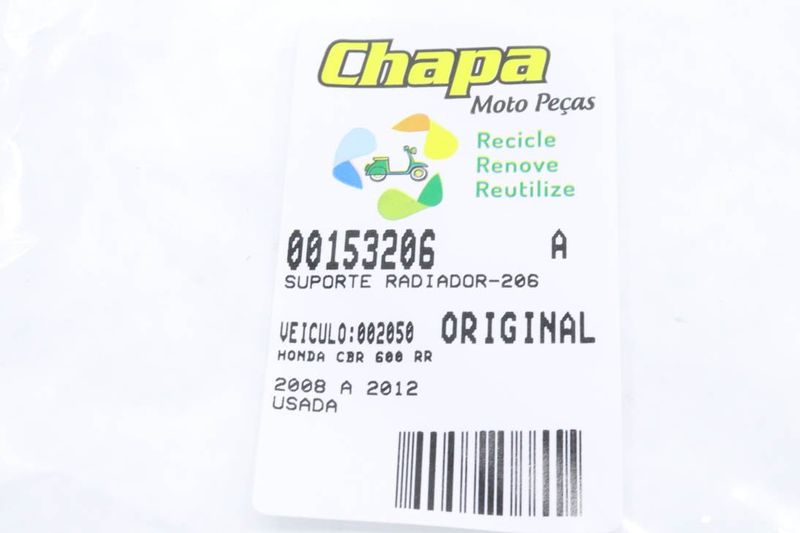 Chapa
Moto Peças
Recicle
Renove
Reutilize
00153206 A
SUPORTE RADIADOR-206
VEICULO:002050 ORIGINAL
HONDA CBR 600 RR
2008 A 2012
USADA